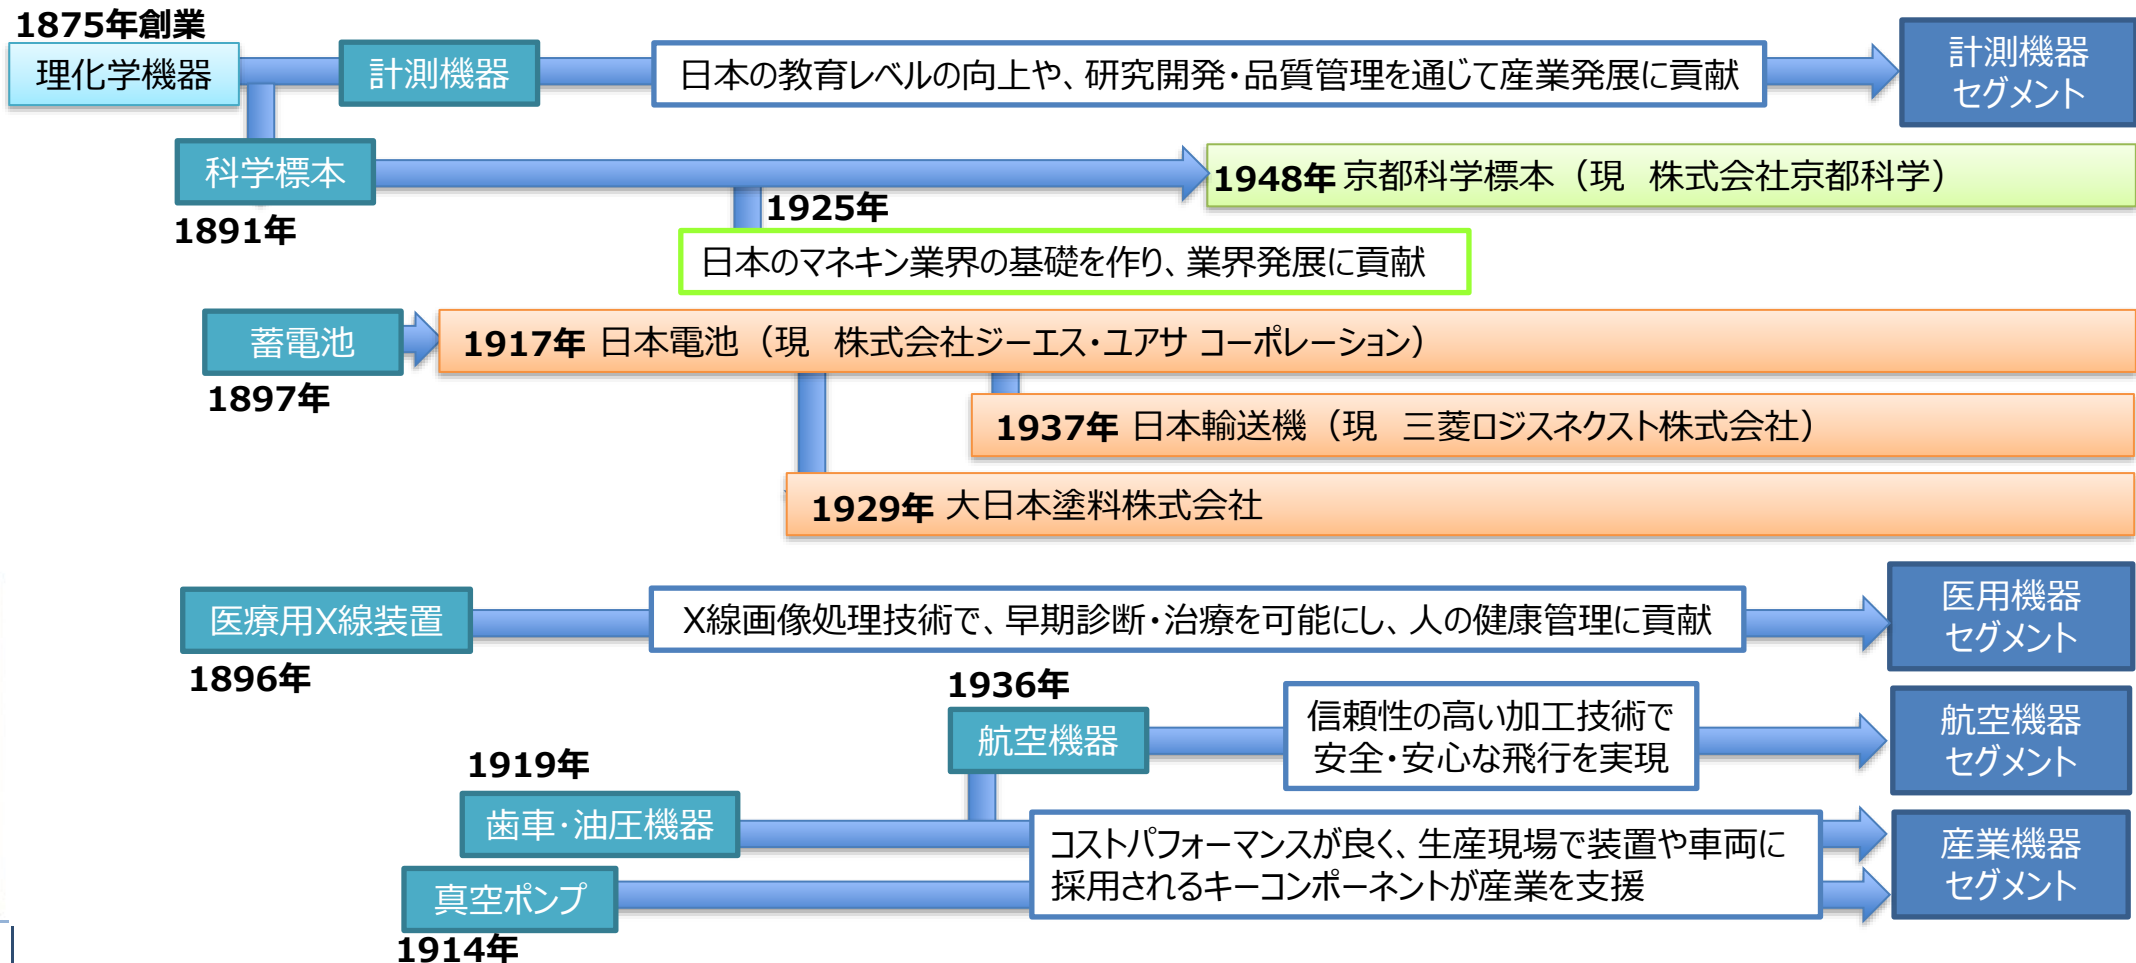 1875年創業
理化学機器
計測機器
日本の教育レベルの向上や、研究開発・品質管理を通じて産業発展に貢献
計測機器
セグメント
科学標本
1891年
1948年 京都科学標本（現　株式会社京都科学）
1925年
日本のマネキン業界の基礎を作り、業界発展に貢献
蓄電池
1897年
1917年 日本電池（現　株式会社ジーエス・ユアサ コーポレーション）
1937年 日本輸送機（現　三菱ロジスネクスト株式会社）
1929年 大日本塗料株式会社
医療用X線装置
1896年
X線画像処理技術で、早期診断・治療を可能にし、人の健康管理に貢献
医用機器
セグメント
1936年
航空機器
信頼性の高い加工技術で
安全・安心な飛行を実現
航空機器
セグメント
1919年
歯車・油圧機器
コストパフォーマンスが良く、生産現場で装置や車両に
採用されるキーコンポーネントが産業を支援
産業機器
セグメント
真空ポンプ
1914年